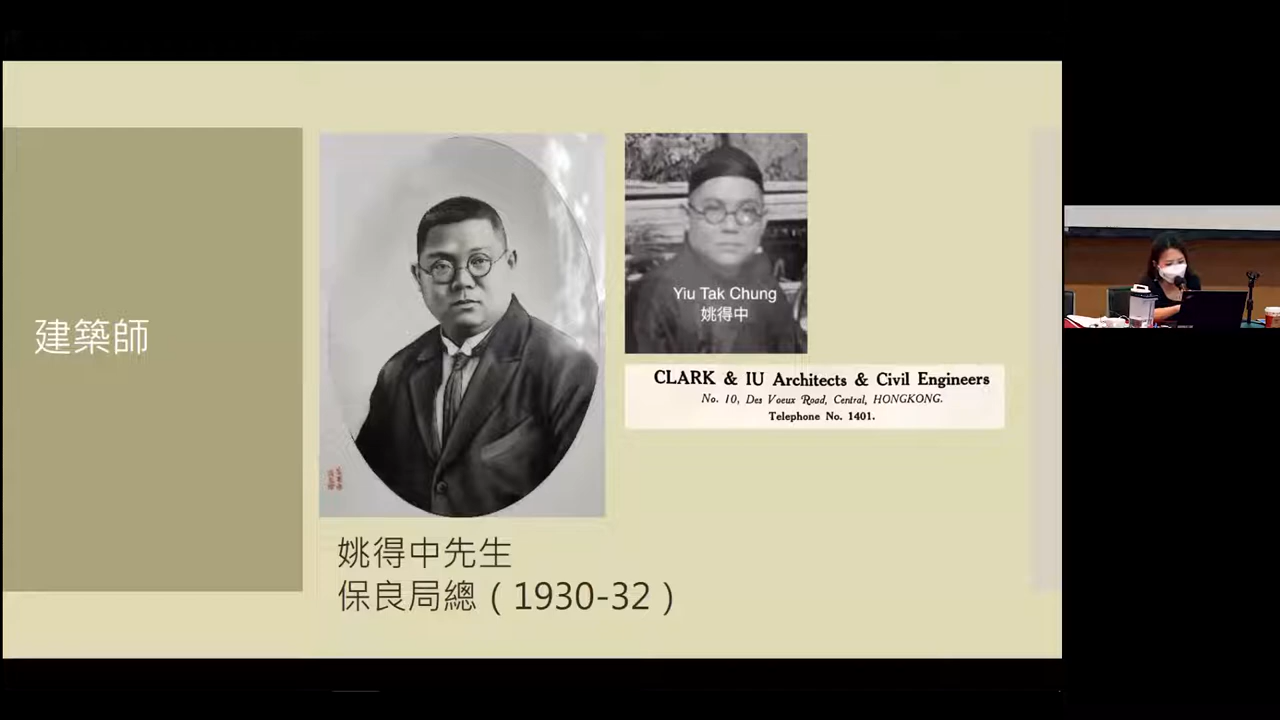 建築師
Yiu Tak Chung
姚得中
CLARK & IU Architects & Civil Engineers
No. 10, Des Voeux Road, Central, HONGKONG.
Telephone No. 1401.
姚得中先生
保良局總（1930-32）